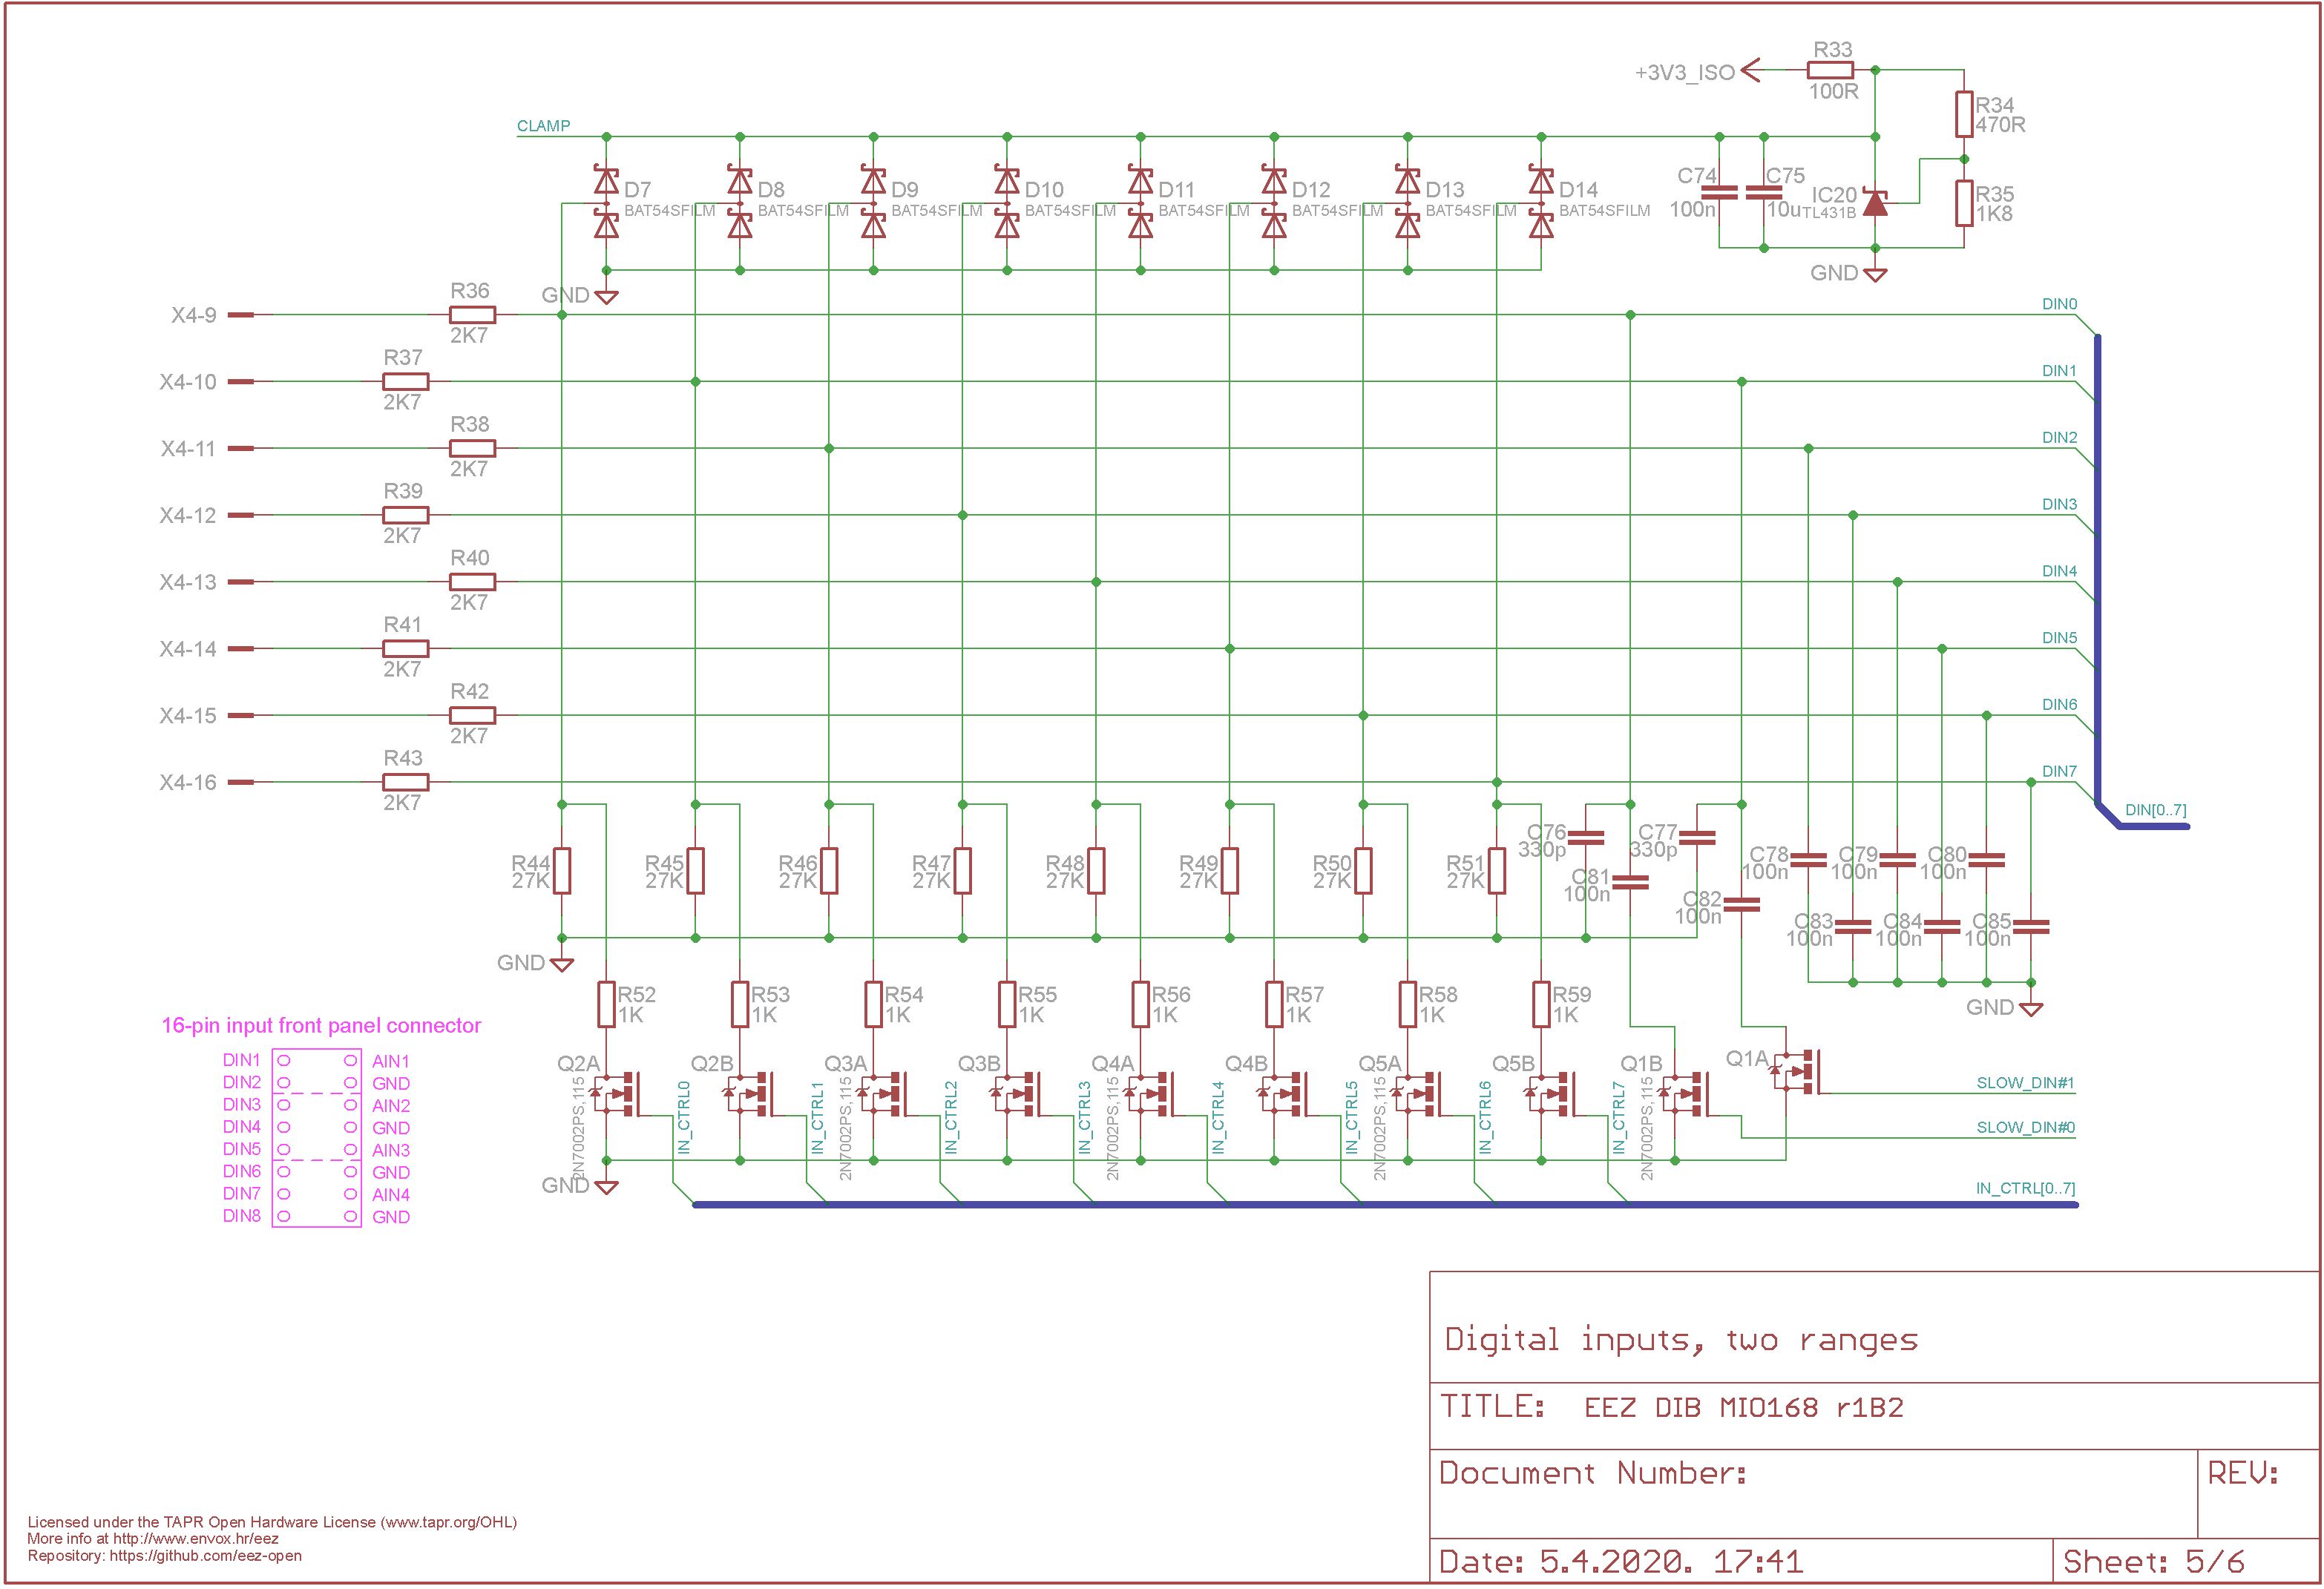 R33
+3V3_ISO
100R
R34
470R
CLAMP
D7
BAT54SFILM
D8
BAT54SFILM
D9
BAT54SFILM
D10
BAT54SFILM
D11
BAT54SFILM
D12
BAT54SFILM
D13
BAT54SFILM
D14
BAT54SFILM
C74
100n
C75
10u
IC20
TL431B
R35
1K8
GND
GND
X4-9
R36
2K7
DIN0
X4-10
R37
2K7
DIN1
X4-11
R38
2K7
DIN2
X4-12
R39
2K7
DIN3
X4-13
R40
2K7
DIN4
X4-14
R41
2K7
DIN5
X4-15
R42
2K7
DIN6
X4-16
R43
2K7
DIN7
DIN[0..7]
R44
27K
R45
27K
R46
27K
R47
27K
R48
27K
R49
27K
R50
27K
R51
27K
C76
330p
C77
330p
C81
100n
C82
100n
C78
100n
C79
100n
C80
100n
C83
100n
C84
100n
C85
100n
GND
GND
R52
1K
R53
1K
R54
1K
R55
1K
R56
1K
R57
1K
R58
1K
R59
1K
Q2A
2N7002PS,115
IN_CTRL0
Q2B
IN_CTRL1
Q3A
2N7002PS,115
IN_CTRL2
Q3B
IN_CTRL3
Q4A
2N7002PS,115
IN_CTRL4
Q4B
IN_CTRL5
Q5A
2N7002PS,115
IN_CTRL6
Q5B
IN_CTRL7
Q1B
2N7002PS,115
Q1A
SLOW_DIN#1
SLOW_DIN#0
GND
IN_CTRL[0..7]
16-pin input front panel connector
DIN1 AIN1
DIN2 GND
DIN3 AIN2
DIN4 GND
DIN5 AIN3
DIN6 GND
DIN7 AIN4
DIN8 GND
Digital inputs, two ranges
TITLE: EEZ DIB MIO168 r1B2
Document Number:
REV:
Date: 5.4.2020. 17:41
Sheet: 5/6
Licensed under the TAPR Open Hardware License (www.tapr.org/OHL)
More info at http://www.envox.hr/eez
Repository: https://github.com/eez-open